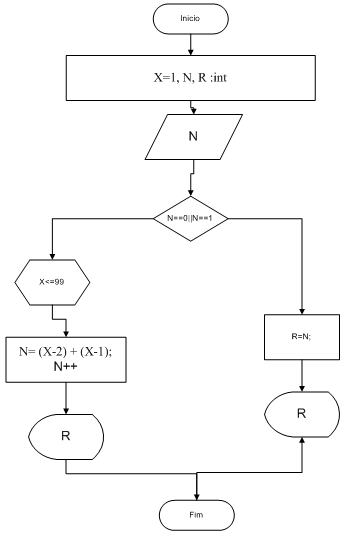 Inicio
X=1, N, R :int
N
N==0||N==1
X<=99
N= (X-2) + (X-1);
N++
R=N;
R
R
Fim